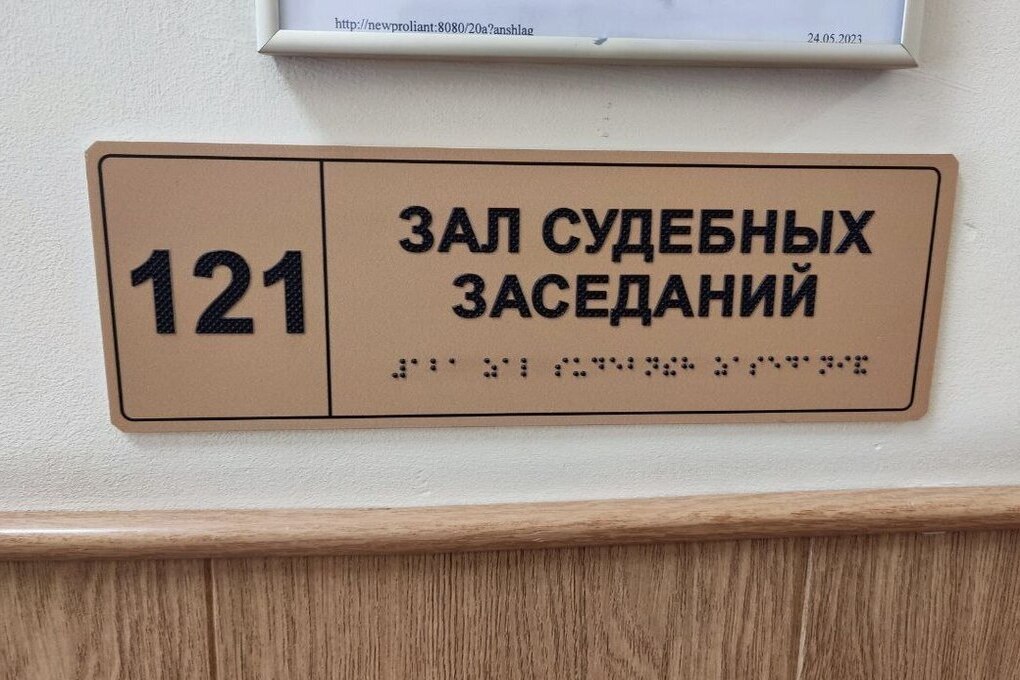 http://newproliant:8080/20a?anshlag
24.05.2023
121
ЗАЛ СУДЕБНЫХ
ЗАСЕДАНИЙ
⠼⠁⠃⠁ ⠵⠁⠇ ⠎⠥⠙⠑⠃⠝⠮⠓ ⠵⠁⠎⠑⠙⠁⠝⠊⠯